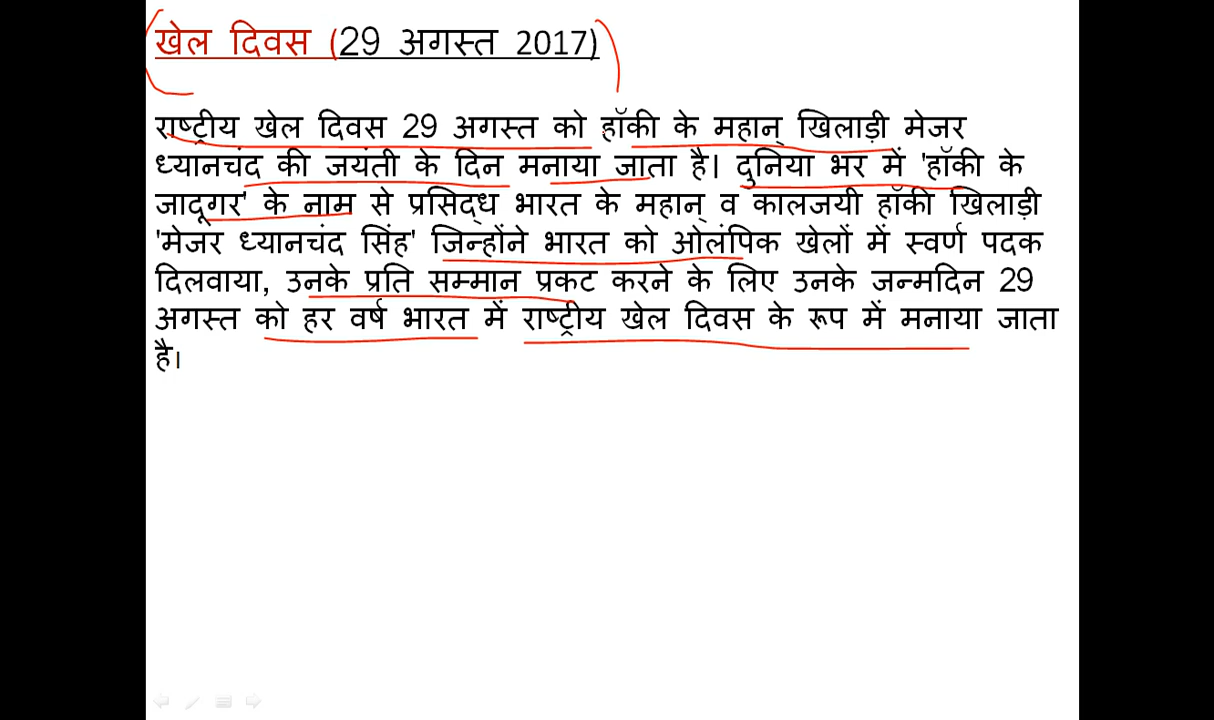 खेल दिवस (29 अगस्त 2017)
राष्ट्रीय खेल दिवस 29 अगस्त को हॉकी के महान् खिलाड़ी मेजर
ध्यानचंद की जयंती के दिन मनाया जाता है। दुनिया भर में 'हॉकी के
जादूगर' के नाम से प्रसिद्ध भारत के महान् व कालजयी हॉकी खिलाड़ी
'मेजर ध्यानचंद सिंह' जिन्होंने भारत को ओलंपिक खेलों में स्वर्ण पदक
दिलवाया, उनके प्रति सम्मान प्रकट करने के लिए उनके जन्मदिन 29
अगस्त को हर वर्ष भारत में राष्ट्रीय खेल दिवस के रूप में मनाया जाता
है।